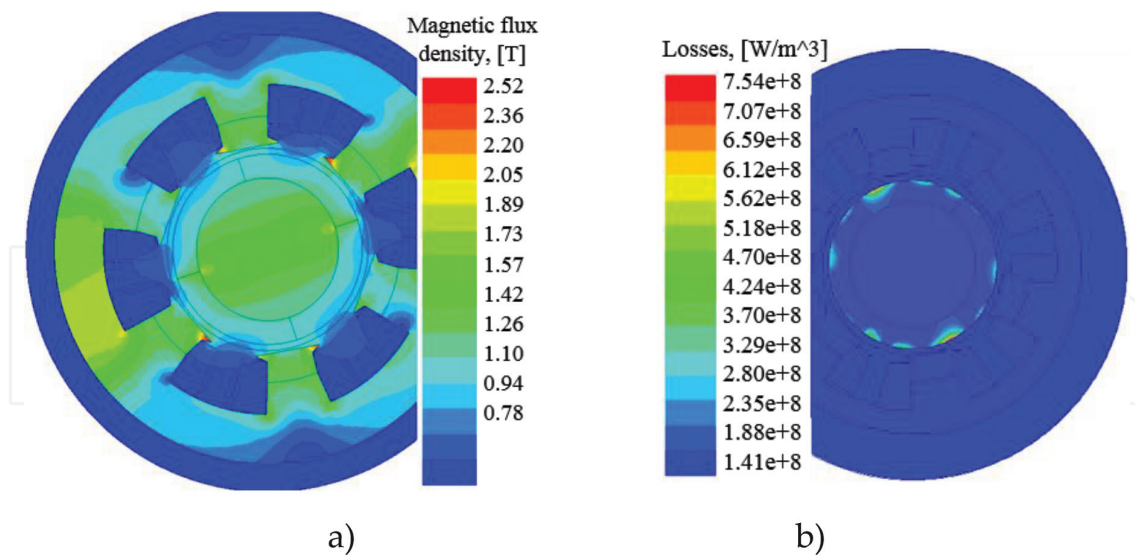 Magnetic flux
density, [T]
2.52
2.36
2.20
2.05
1.89
1.73
1.57
1.42
1.26
1.10
0.94
0.78
Losses, [W/m^3]
7.54e+8
7.07e+8
6.59e+8
6.12e+8
5.62e+8
5.18e+8
4.70e+8
4.24e+8
3.70e+8
3.29e+8
2.80e+8
2.35e+8
1.88e+8
1.41e+8
a)
b)